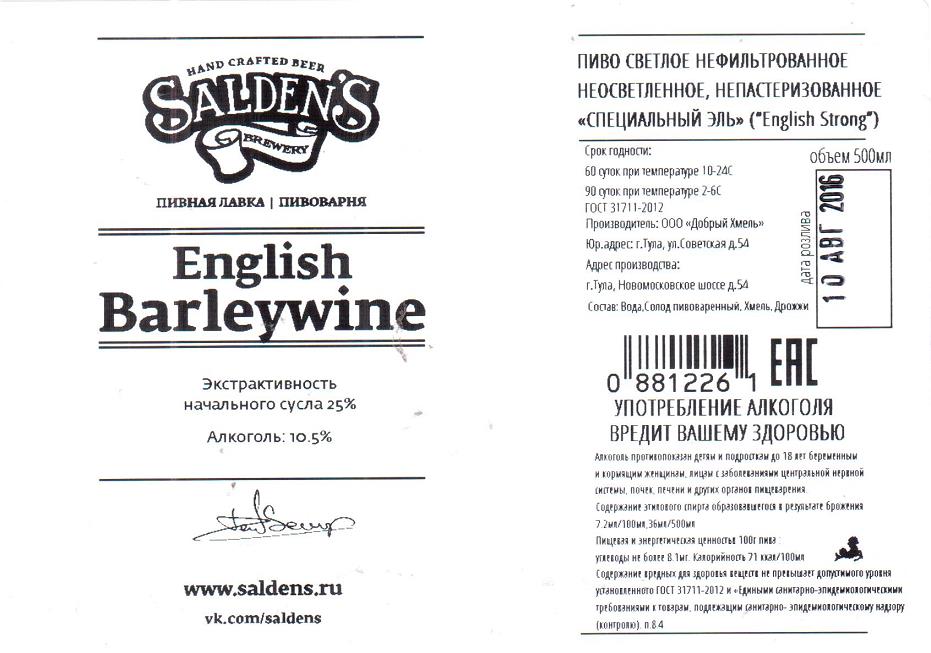 HAND CRAFTED BEER
SALDEN'S
BREWERY
ПИВНАЯ ЛАВКА | ПИВОВАРНЯ
English
Barleywine
Экстрактивность
начального сусла 25%
Алкоголь: 10.5%
www.saldens.ru
vk.com/saldens
ПИВО СВЕТЛОЕ НЕФИЛЬТРОВАННОЕ
НЕОСВЕТЛЕННОЕ, НЕПАСТЕРИЗОВАННОЕ
«СПЕЦИАЛЬНЫЙ ЭЛЬ» ("English Strong")
Срок годности:
60 суток при температуре 10-24С
90 суток при температуре 2-6С
ГОСТ 31711-2012
Производитель: ООО «Добрый Хмель»
Юр.адрес: г.Тула, ул.Советская д.54
Адрес производства:
г.Тула, Новомосковское шоссе д.54
Состав: Вода,Солод пивоваренный, Хмель, Дрожжи
объем 500мл
дата розлива
10 АВГ 2016
0 881226 1
ЕАС
УПОТРЕБЛЕНИЕ АЛКОГОЛЯ
ВРЕДИТ ВАШЕМУ ЗДОРОВЬЮ
Алкоголь противопоказан детям и подросткам до 18 лет беременным
и кормящим женщинам, лицам с заболеваниями центральной нервной
системы, почек, печени и других органов пищеварения.
Содержание этилового спирта образовавшегося в результате брожения
7.2мл/100мл,36мл/500мл
Пищевая и энергетическая ценность 100г пива :
углеводы не более 8.1мг. Калорийность 71 ккал/100мл
Содержание вредных для здоровья веществ не превышает допустимого уровня
установленного ГОСТ 31711-2012 и «Едиными санитарно-эпидемиологическими
требованиями к товарам, подлежащим санитарно- эпидемиологическому надзору
(контролю). п.8.4